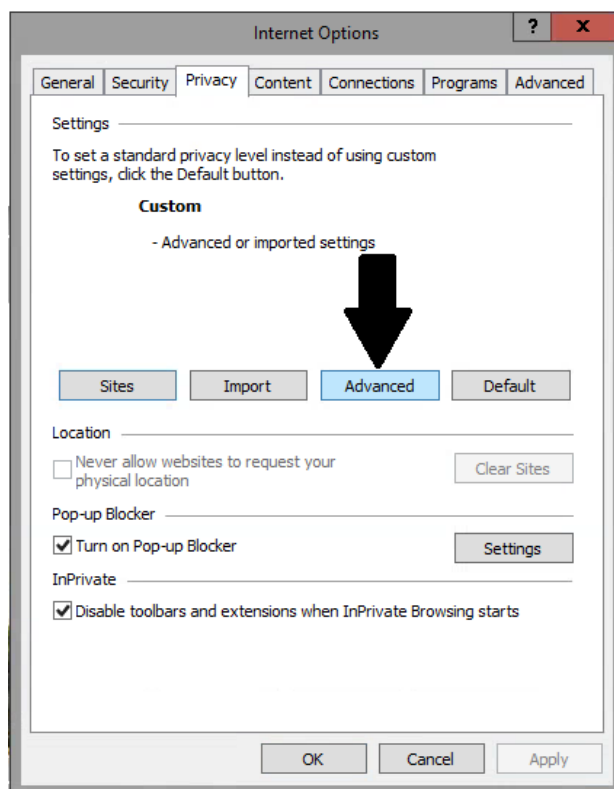 Internet Options
? x
General Security Privacy Content Connections Programs Advanced
Settings
To set a standard privacy level instead of using custom
settings, click the Default button.
Custom
- Advanced or imported settings
Sites Import Advanced Default
Location
Never allow websites to request your
physical location
Clear Sites
Pop-up Blocker
Turn on Pop-up Blocker
Settings
InPrivate
Disable toolbars and extensions when InPrivate Browsing starts
OK Cancel Apply